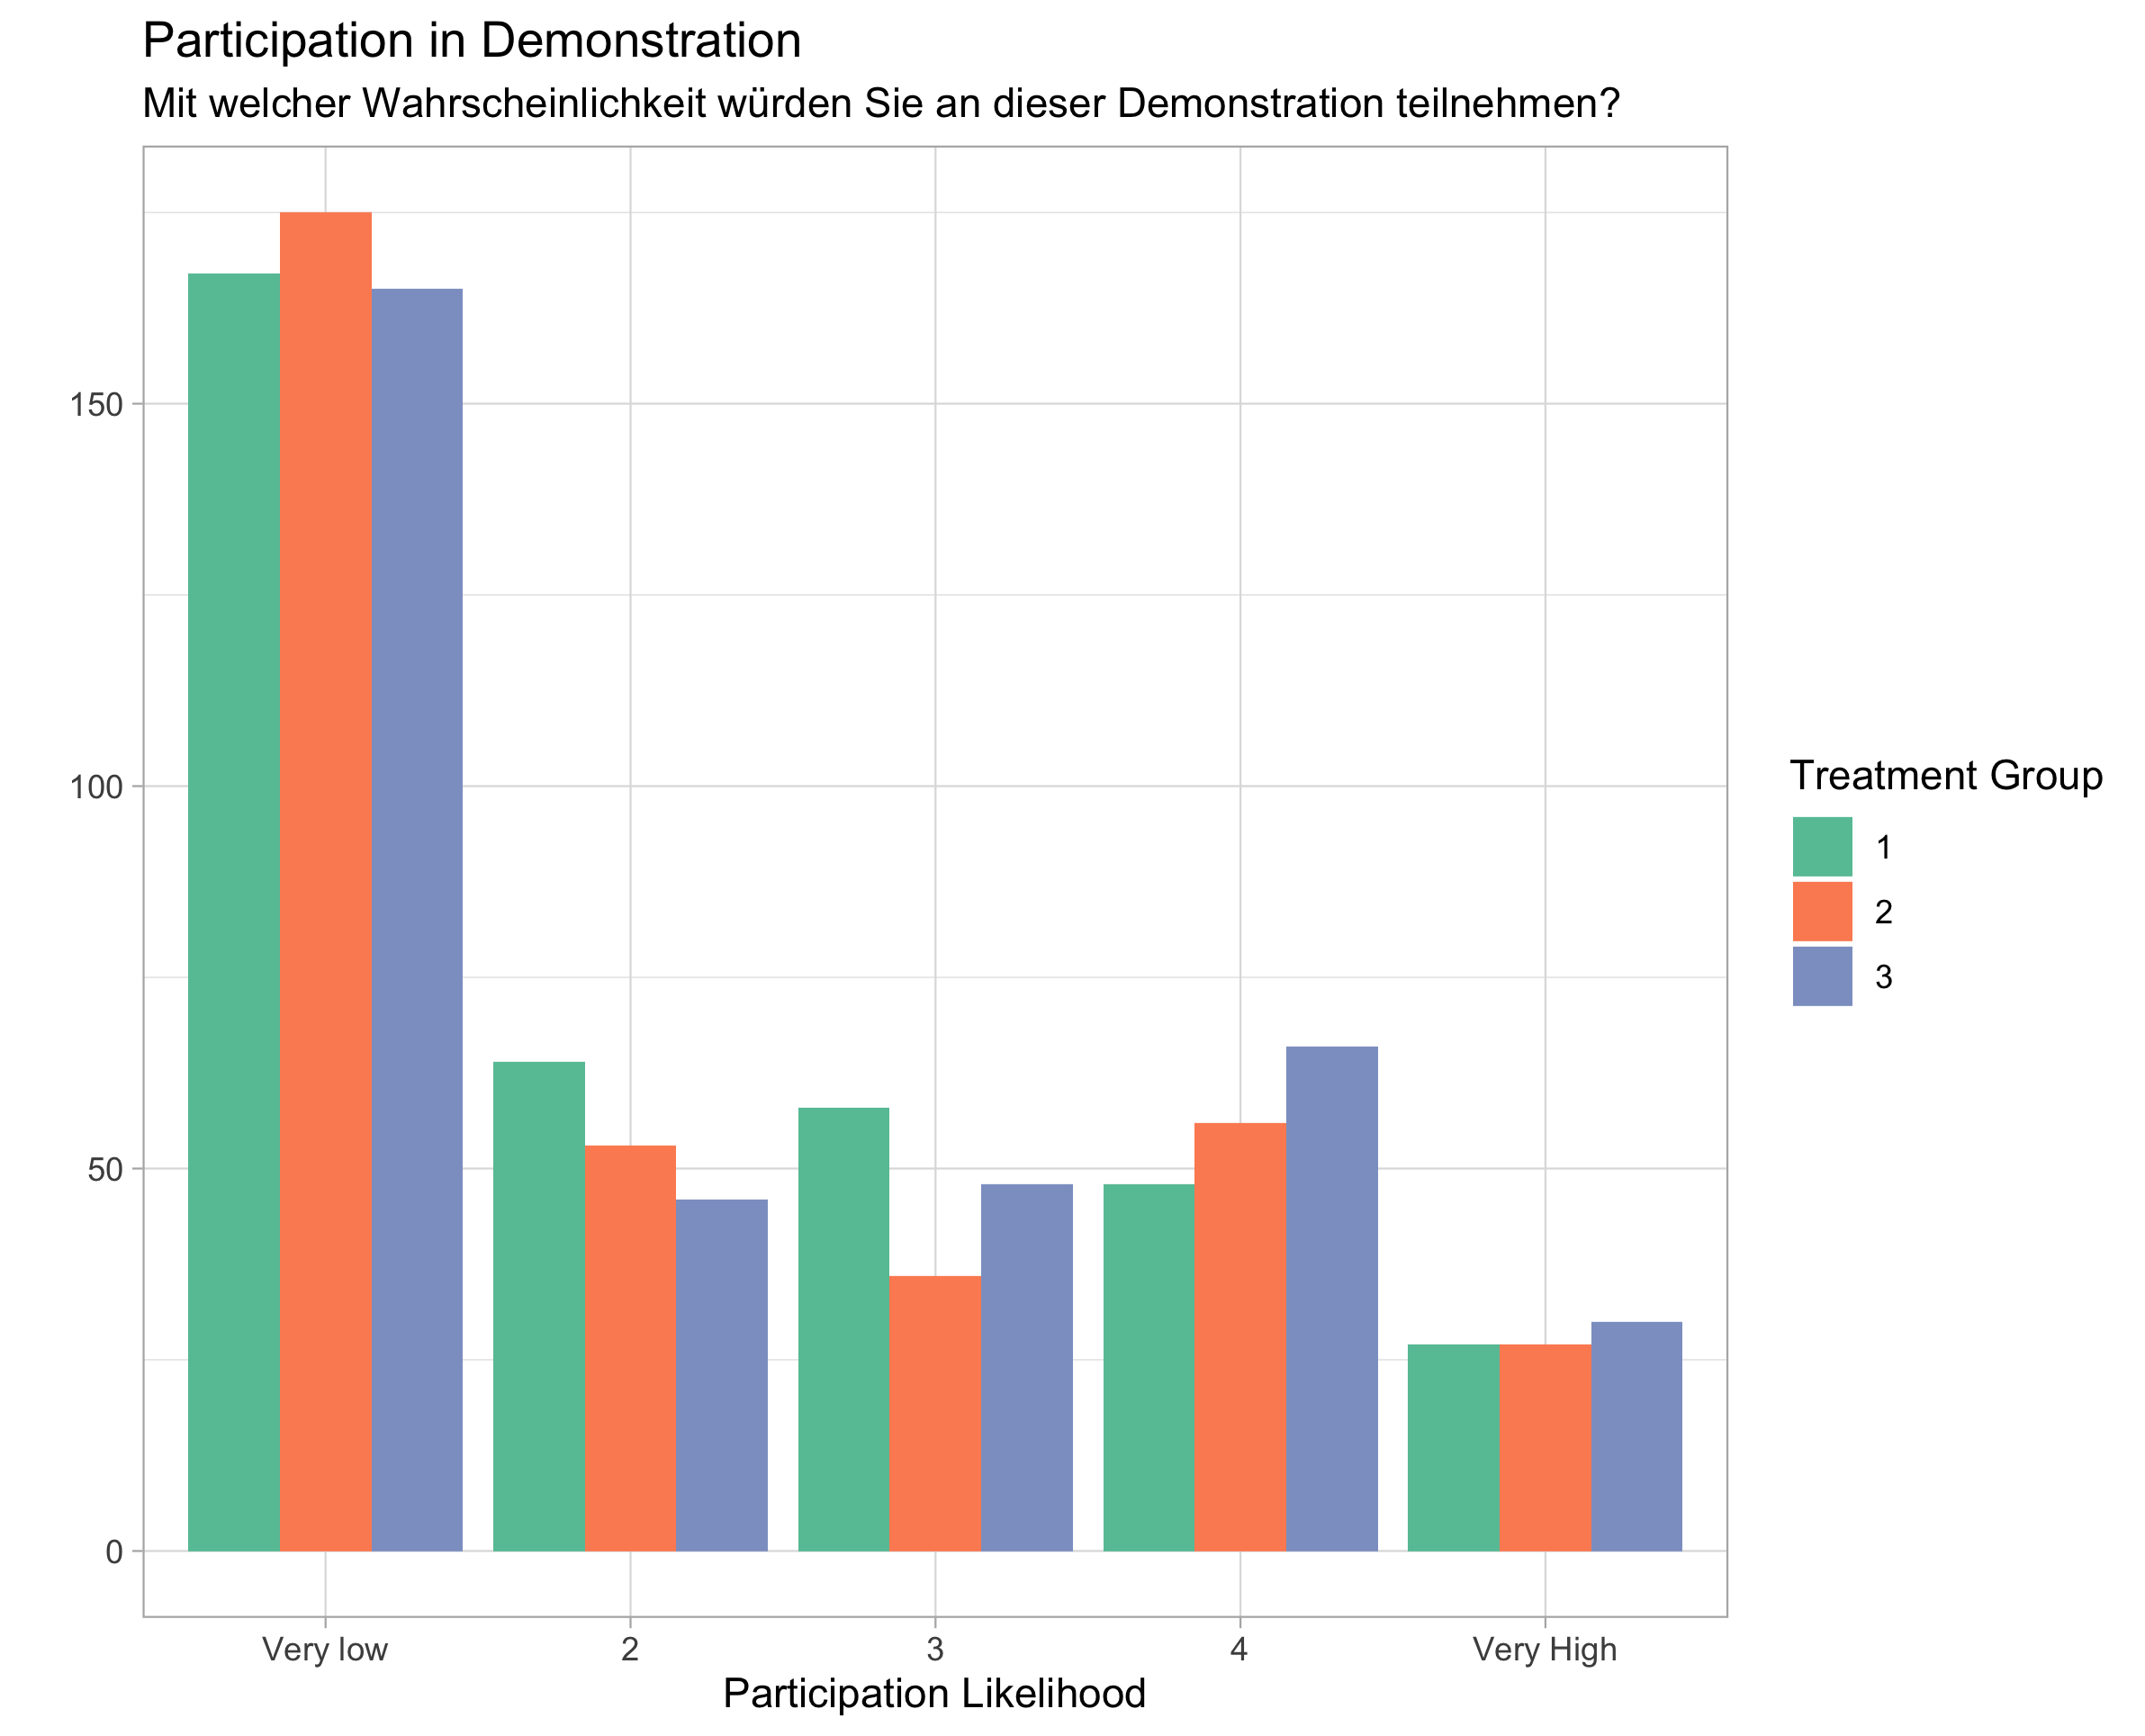 Participation in Demonstration
Mit welcher Wahrscheinlichkeit würden Sie an dieser Demonstration teilnehmen?
150
100
50
0
Very low
2
3
4
Very High
Participation Likelihood
Treatment Group
1
2
3